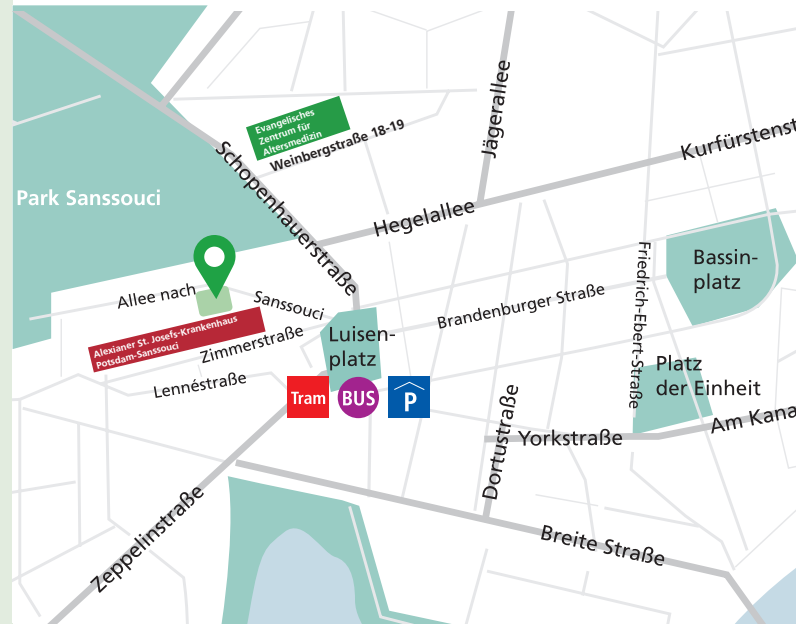 Evangelisches
Zentrum für
Altersmedizin
Weinbergstraße 18-19
Jägerallee
Kurfürstenst
Schopenhauerstraße
Park Sanssouci
Hegelallee
Bassin-
platz
Friedrich-Ebert-Straße
Allee nach
Sanssouci
Brandenburger Straße
Alexianer St. Josefs-Krankenhaus
Potsdam-Sanssouci
Zimmerstraße
Luisen-
platz
Lennéstraße
Platz
der Einheit
Tram
BUS
P
Am Kana
Dortustraße
Yorkstraße
Zeppelinstraße
Breite Straße